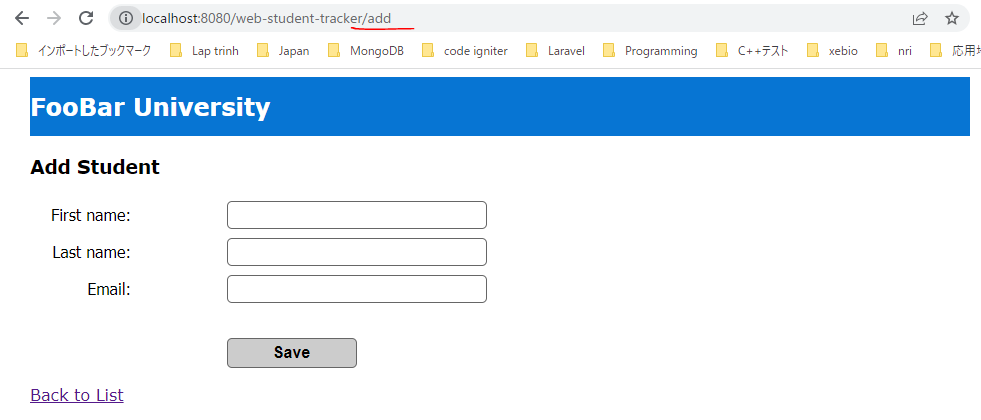 localhost:8080/web-student-tracker/add
インポートしたブックマーク Lap trinh Japan MongoDB code igniter Laravel Programming C++テスト xebio nri
FooBar University
Add Student
First name:
Last name:
Email:
Save
Back to List